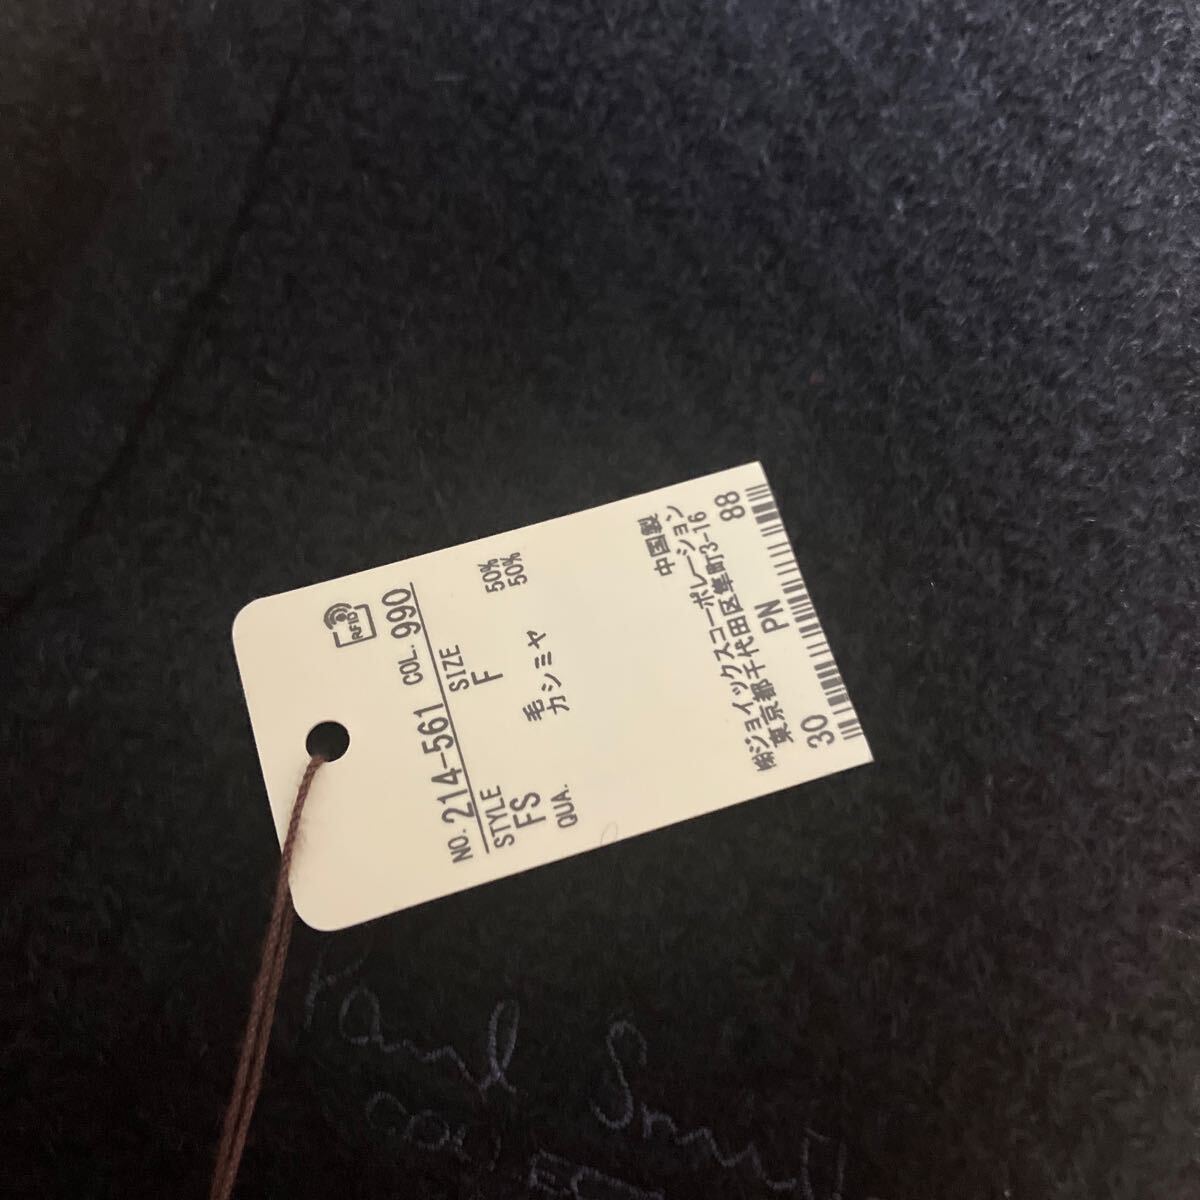 RFID
NO. 214-561 COL. 990
STYLE SIZE
FS F
QUA.
毛 50%
カシミヤ 50%
中国製
㈱ジョイックスコーポレーション
東京都千代田区隼町3-16
30 PN 88
Paul
Smith